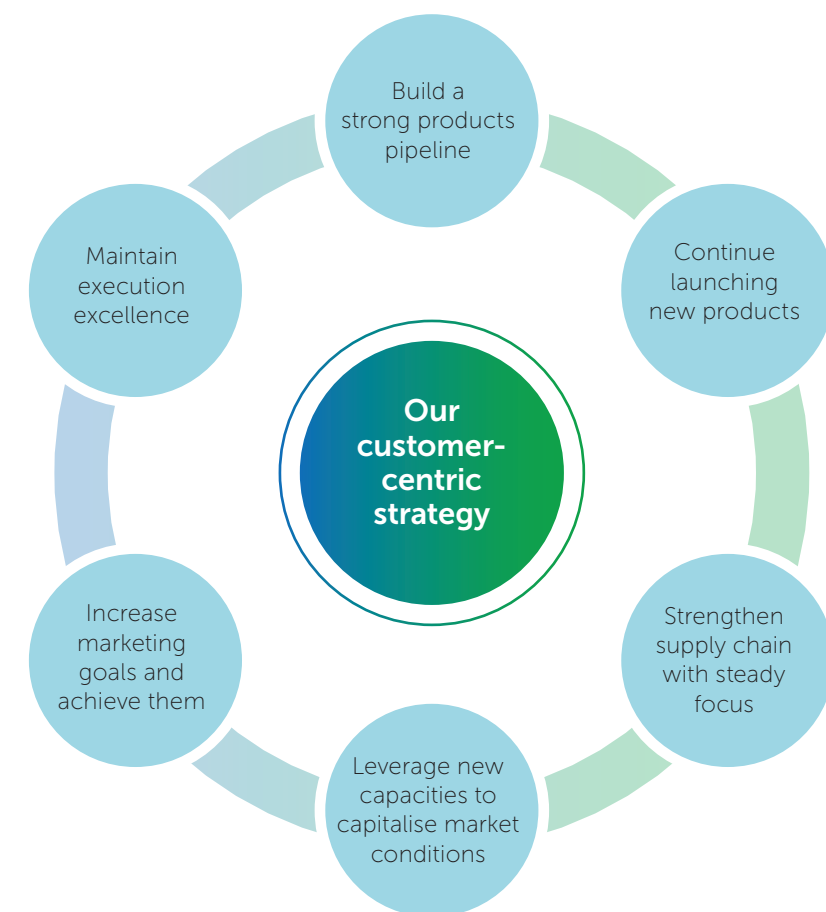 Build a
strong products
pipeline
Continue
launching
new products
Strengthen
supply chain
with steady
focus
Leverage new
capacities to
capitalise market
conditions
Increase
marketing
goals and
achieve them
Maintain
execution
excellence
Our
customer-
centric
strategy